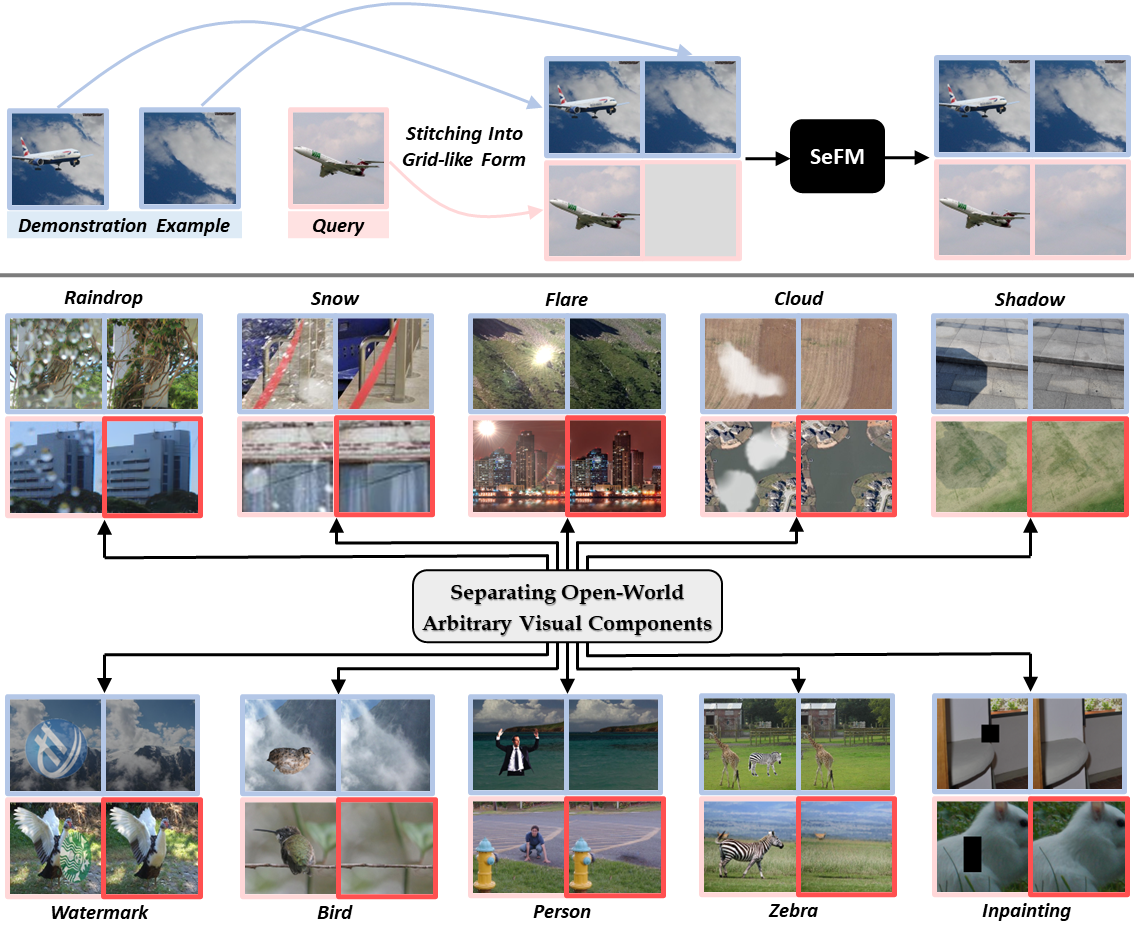 Stitching Into
Grid-like Form
SeFM
Demonstration Example
Query
Raindrop
Snow
Flare
Cloud
Shadow
Separating Open-World
Arbitrary Visual Components
Watermark
Bird
Person
Zebra
Inpainting